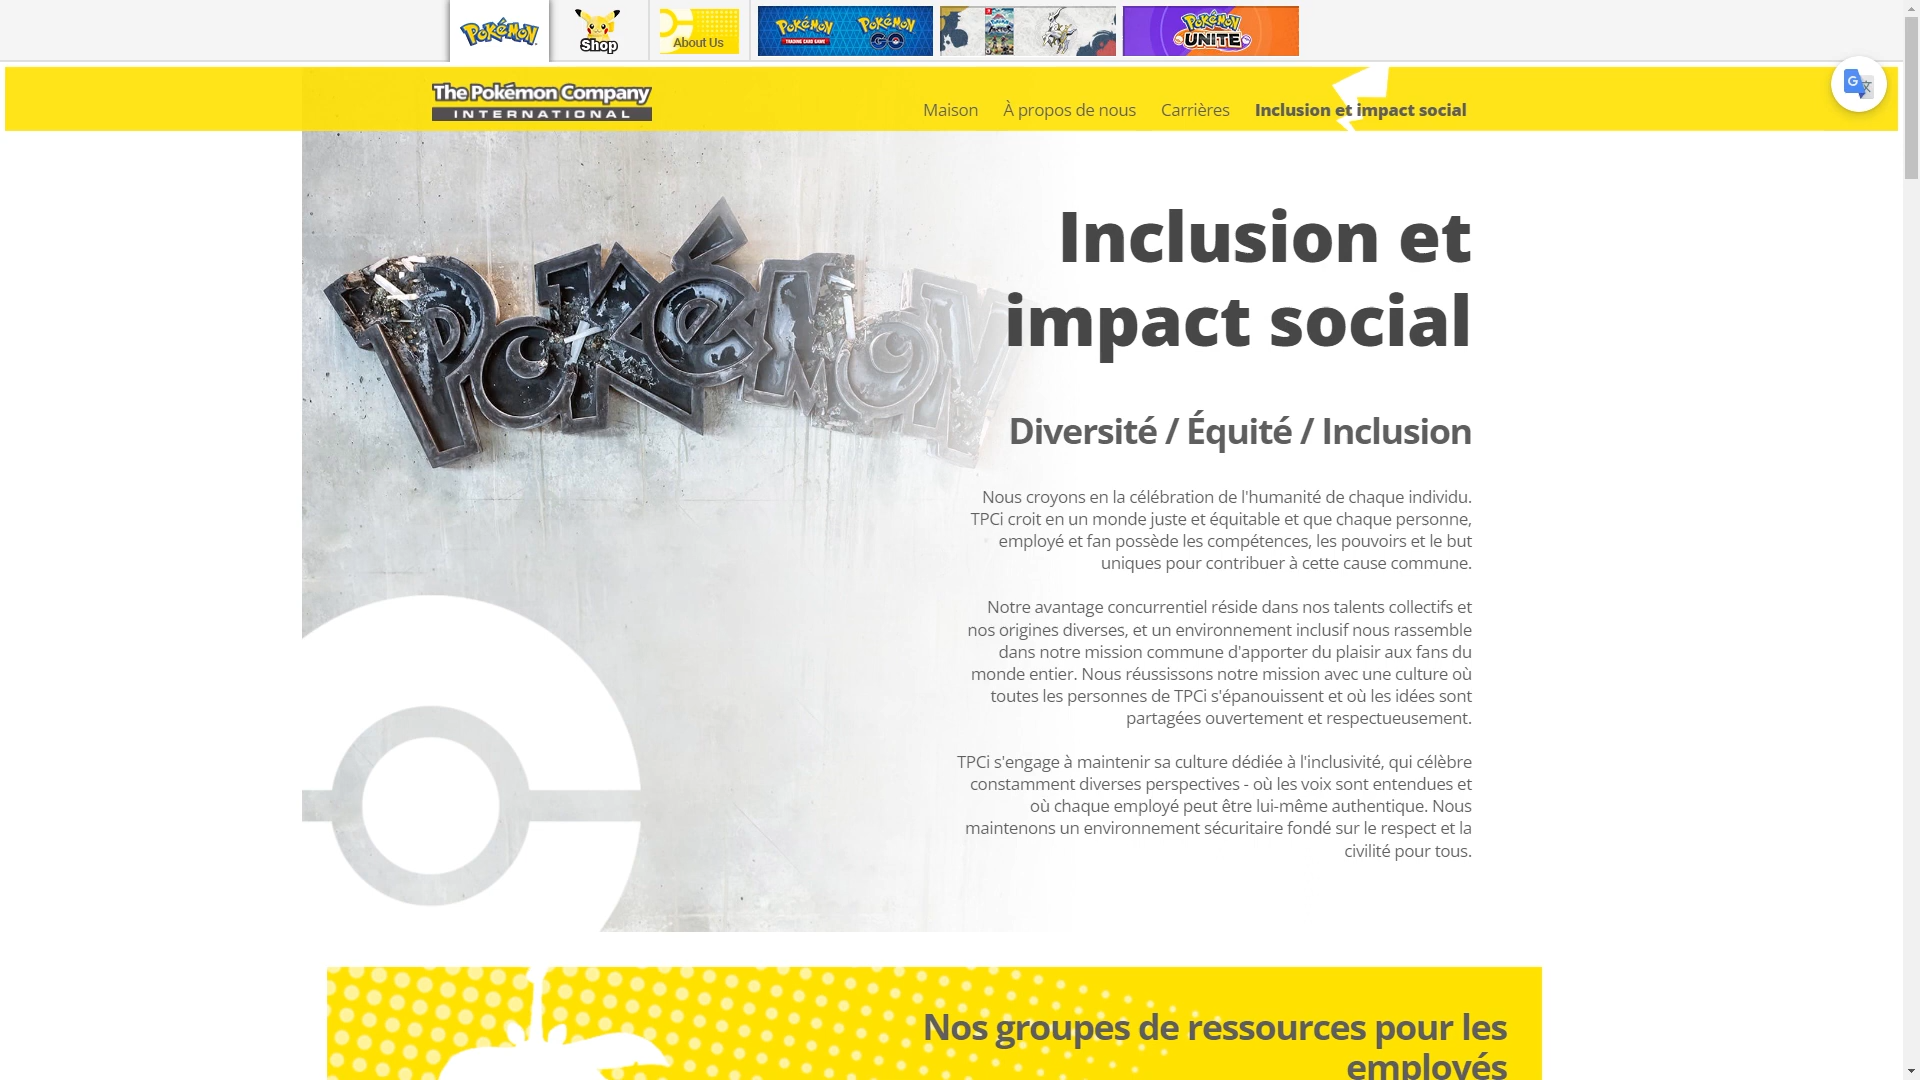 Pokémon
Shop
About Us
Pokémon
TRADING CARD GAME
Pokémon
GO
Pokémon
UNITE
The Pokémon Company
INTERNATIONAL
Maison
À propos de nous
Carrières
Inclusion et impact social
Pokémon
Inclusion et
impact social
Diversité / Équité / Inclusion
Nous croyons en la célébration de l'humanité de chaque individu.
TPCi croit en un monde juste et équitable et que chaque personne,
employé et fan possède les compétences, les pouvoirs et le but
uniques pour contribuer à cette cause commune.
Notre avantage concurrentiel réside dans nos talents collectifs et
nos origines diverses, et un environnement inclusif nous rassemble
dans notre mission commune d'apporter du plaisir aux fans du
monde entier. Nous réussissons notre mission avec une culture où
toutes les personnes de TPCi s'épanouissent et où les idées sont
partagées ouvertement et respectueusement.
TPCi s'engage à maintenir sa culture dédiée à l'inclusivité, qui célèbre
constamment diverses perspectives - où les voix sont entendues et
où chaque employé peut être lui-même authentique. Nous
maintenons un environnement sécuritaire fondé sur le respect et la
civilité pour tous.
Nos groupes de ressources pour les
employés